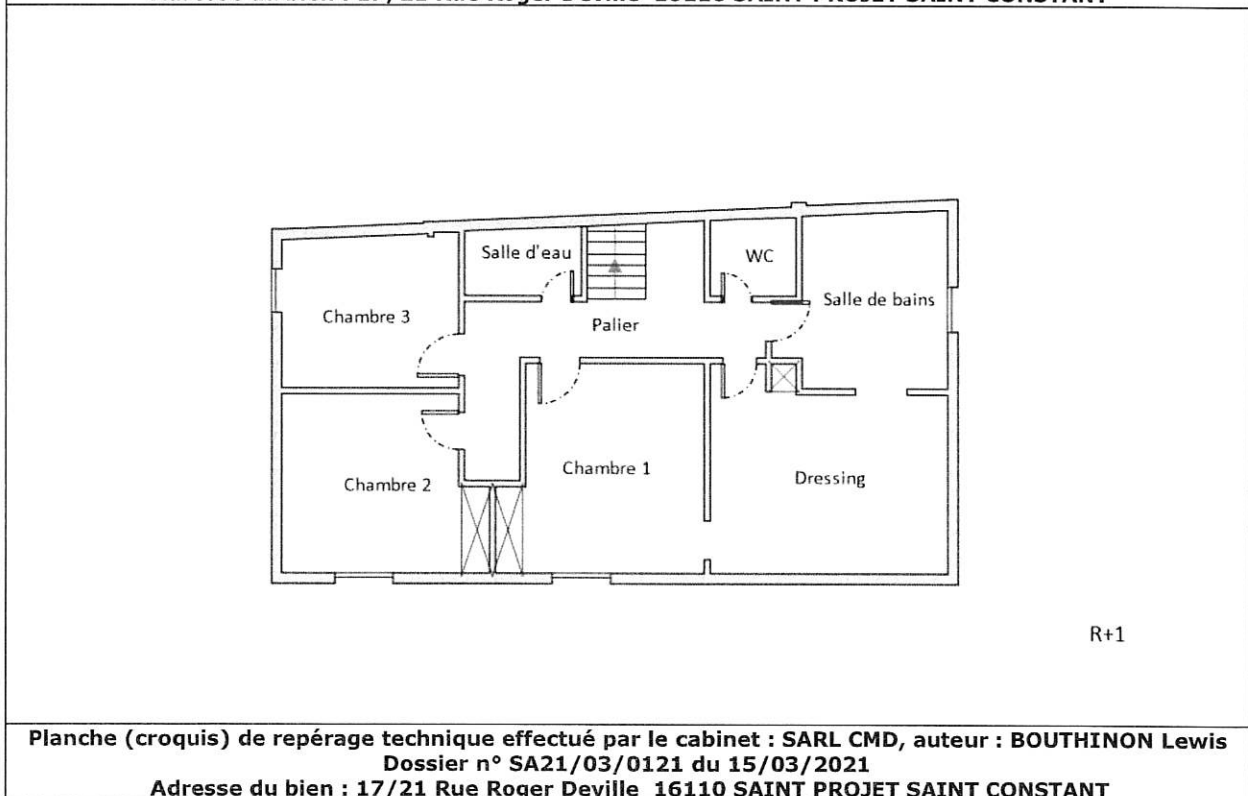 Salle d'eau
WC
Chambre 3
Palier
Salle de bains
Chambre 2
Chambre 1
Dressing
R+1
Planche (croquis) de repérage technique effectué par le cabinet : SARL CMD, auteur : BOUTHINON Lewis
Dossier n° SA21/03/0121 du 15/03/2021
Adresse du bien : 17/21 Rue Roger Deville 16110 SAINT PROJET SAINT CONSTANT